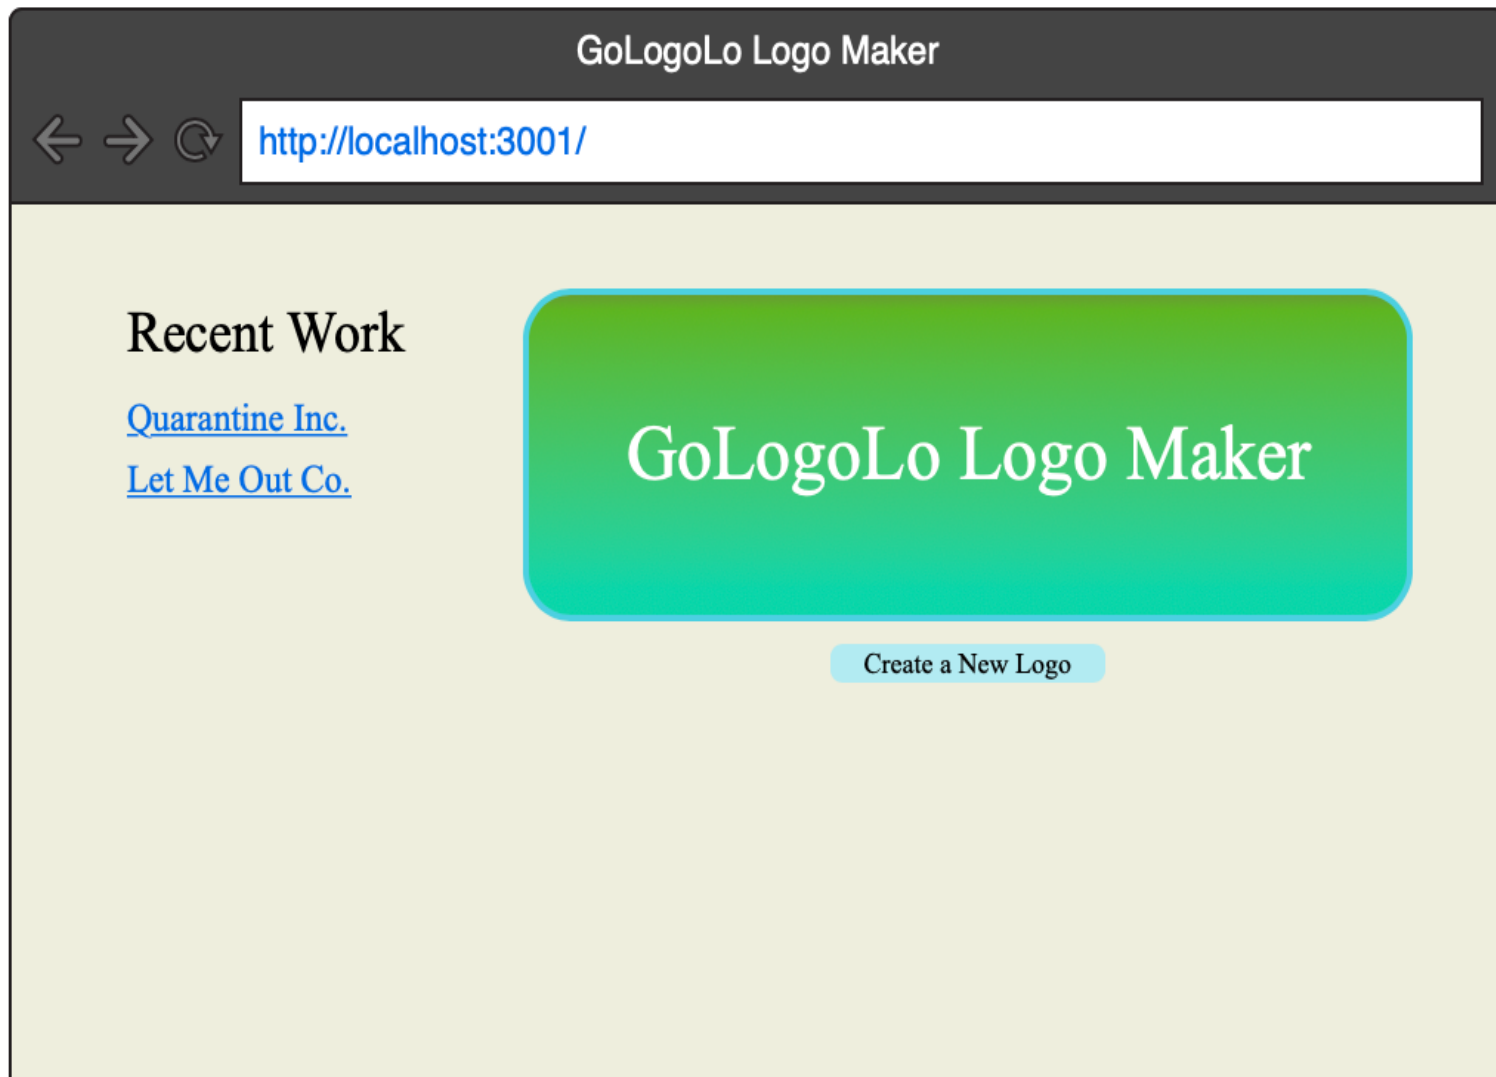 GoLogoLo Logo Maker
http://localhost:3001/
Recent Work
Quarantine Inc.
Let Me Out Co.
GoLogoLo Logo Maker
Create a New Logo